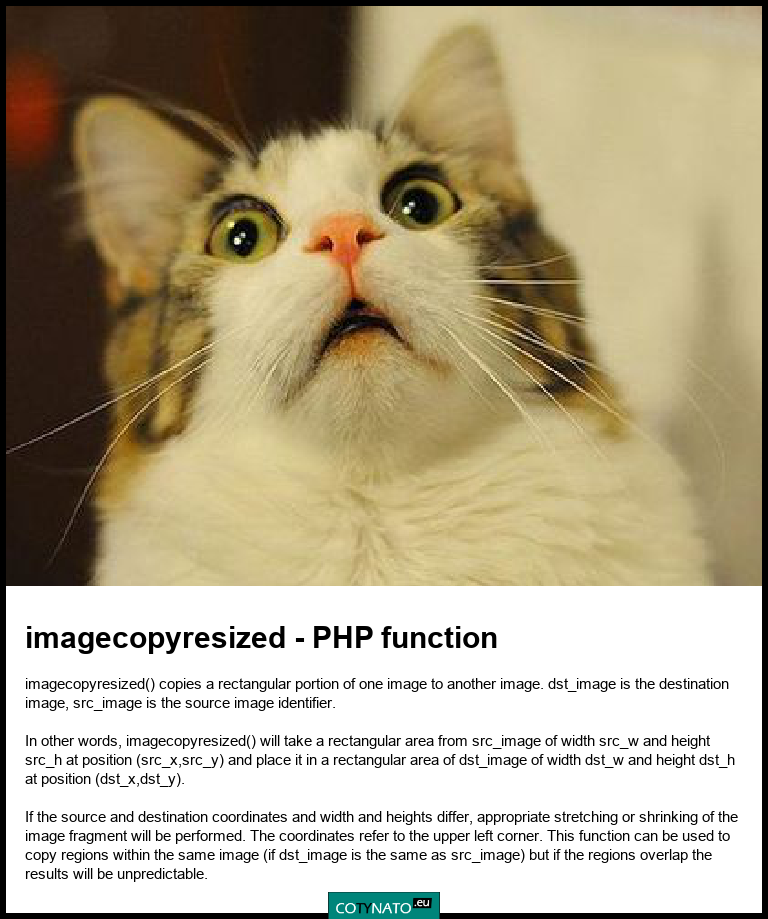 imagecopyresized - PHP function
imagecopyresized() copies a rectangular portion of one image to another image. dst_image is the destination
image, src_image is the source image identifier.
In other words, imagecopyresized() will take a rectangular area from src_image of width src_w and height
src_h at position (src_x,src_y) and place it in a rectangular area of dst_image of width dst_w and height dst_h
at position (dst_x,dst_y).
If the source and destination coordinates and width and heights differ, appropriate stretching or shrinking of the
image fragment will be performed. The coordinates refer to the upper left corner. This function can be used to
copy regions within the same image (if dst_image is the same as src_image) but if the regions overlap the
results will be unpredictable.
COTYNATO.eu